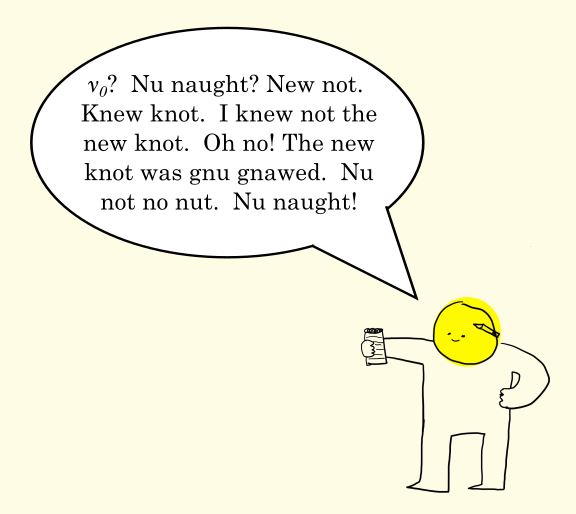 ν₀?  Nu naught? New not.
Knew knot.  I knew not the
new knot.  Oh no! The new
knot was gnu gnawed.  Nu
not no nut.  Nu naught!